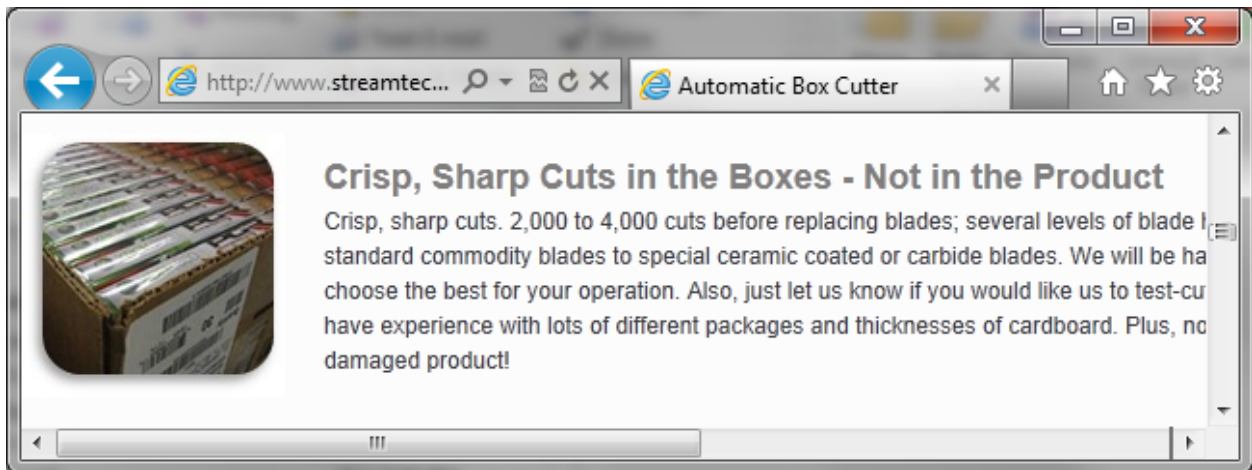 http://www.streamtec...
Automatic Box Cutter
Crisp, Sharp Cuts in the Boxes - Not in the Product
Crisp, sharp cuts. 2,000 to 4,000 cuts before replacing blades; several levels of blade
standard commodity blades to special ceramic coated or carbide blades. We will be
choose the best for your operation. Also, just let us know if you would like us to
have experience with lots of different packages and thicknesses of cardboard. Plus,
damaged product!